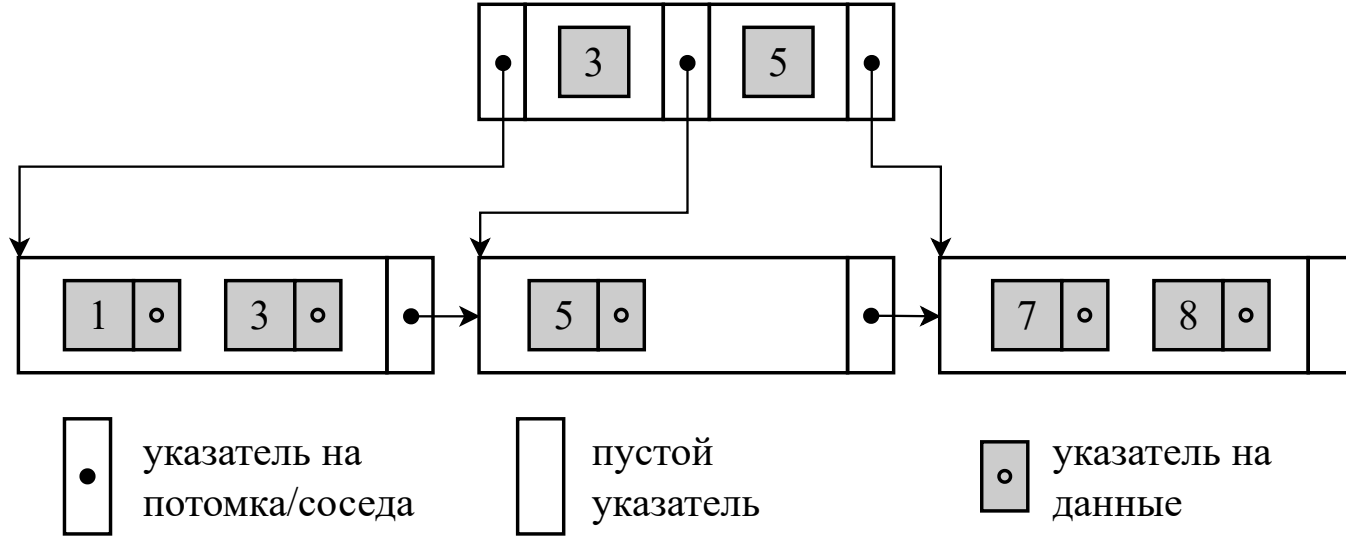 3 5
1 3 5 7 8
указатель на
потомка/соседа
пустой
указатель
указатель на
данные